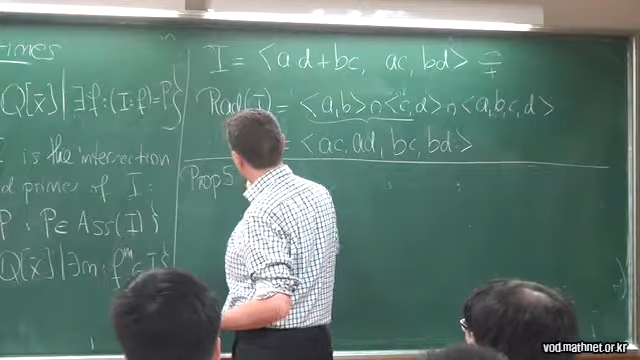 imes
Q[x] | ∃f : (I:f) = P}
is the intersection
d primes of I :
P : P ∈ Ass(I)}
Q[x] | ∃m : f^m ∈ I}
I = <ad+bc, ac, bd> ⊊
Rad(I) = <a,b> ∩ <c,d> ∩ <a,b,c,d>
= <ac, ad, bc, bd>
Prop 5
vod.mathnet.or.kr